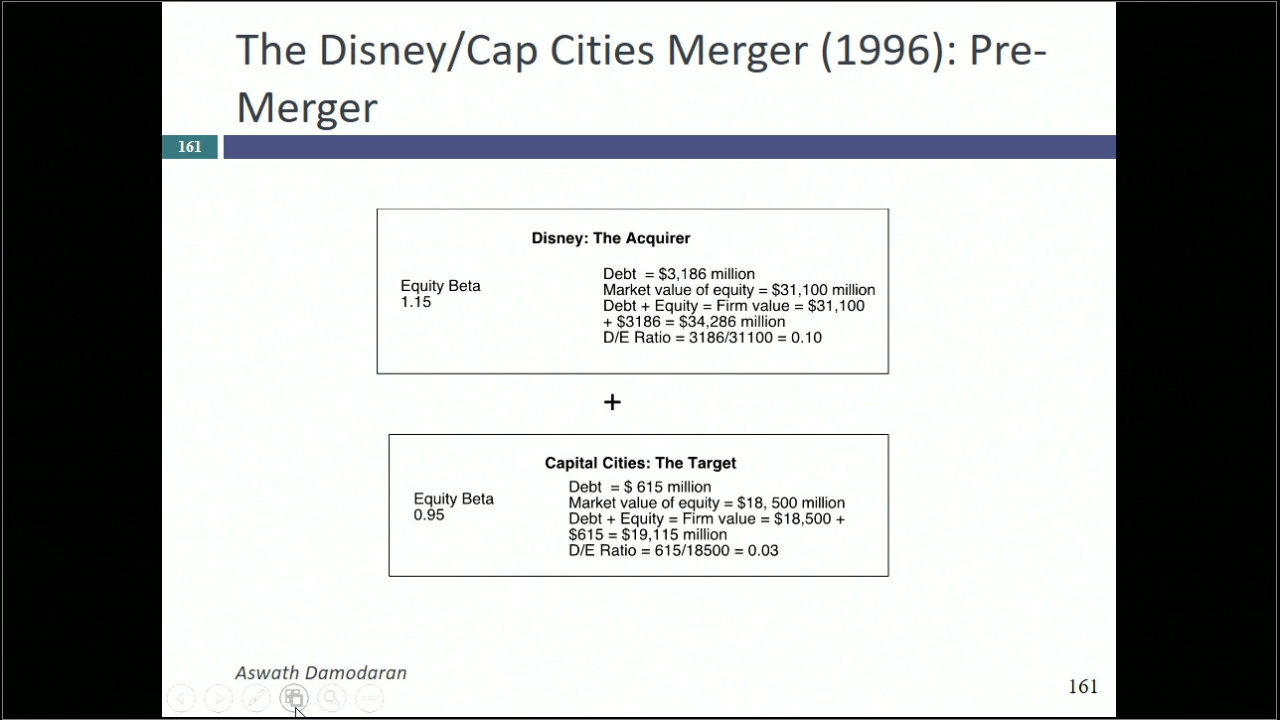 The Disney/Cap Cities Merger (1996): Pre-
Merger
161
Disney: The Acquirer
Equity Beta
1.15
Debt = $3,186 million
Market value of equity = $31,100 million
Debt + Equity = Firm value = $31,100
+ $3186 = $34,286 million
D/E Ratio = 3186/31100 = 0.10
+
Capital Cities: The Target
Equity Beta
0.95
Debt = $ 615 million
Market value of equity = $18, 500 million
Debt + Equity = Firm value = $18,500 +
$615 = $19,115 million
D/E Ratio = 615/18500 = 0.03
Aswath Damodaran
161